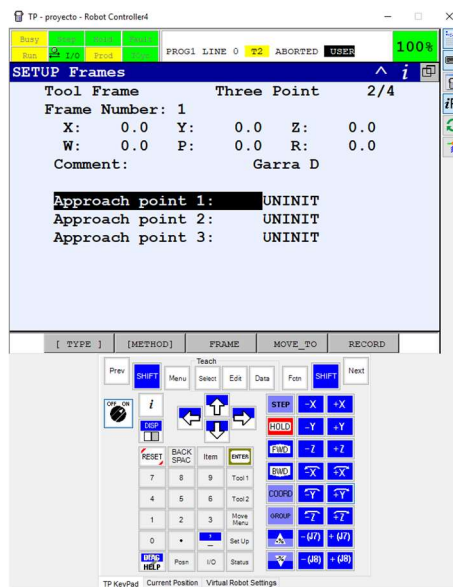 TP - proyecto - Robot Controller4
Busy Step Hold Fault
Run I/O Prod TCyc
PROG1 LINE 0 T2 ABORTED USER
100%
SETUP Frames
Tool Frame Three Point 2/4
Frame Number: 1
X: 0.0 Y: 0.0 Z: 0.0
W: 0.0 P: 0.0 R: 0.0
Comment: Garra D
Approach point 1: UNINIT
Approach point 2: UNINIT
Approach point 3: UNINIT
[ TYPE ] [METHOD] FRAME MOVE_TO RECORD
Teach
Prev SHIFT Menu Select Edit Data Fctn SHIFT Next
OFF ON i STEP -X +X
DISP HOLD -Y +Y
RESET BACK SPAC Item ENTER FWD -Z +Z
7 8 9 Tool 1 BWD -X +X
4 5 6 Tool 2 COORD -Y +Y
1 2 3 Move Menu GROUP -Z +Z
0 . - Set Up -(J7) +(J7)
DIAG HELP Posn I/O Status -(J8) +(J8)
TP KeyPad Current Position Virtual Robot Settings